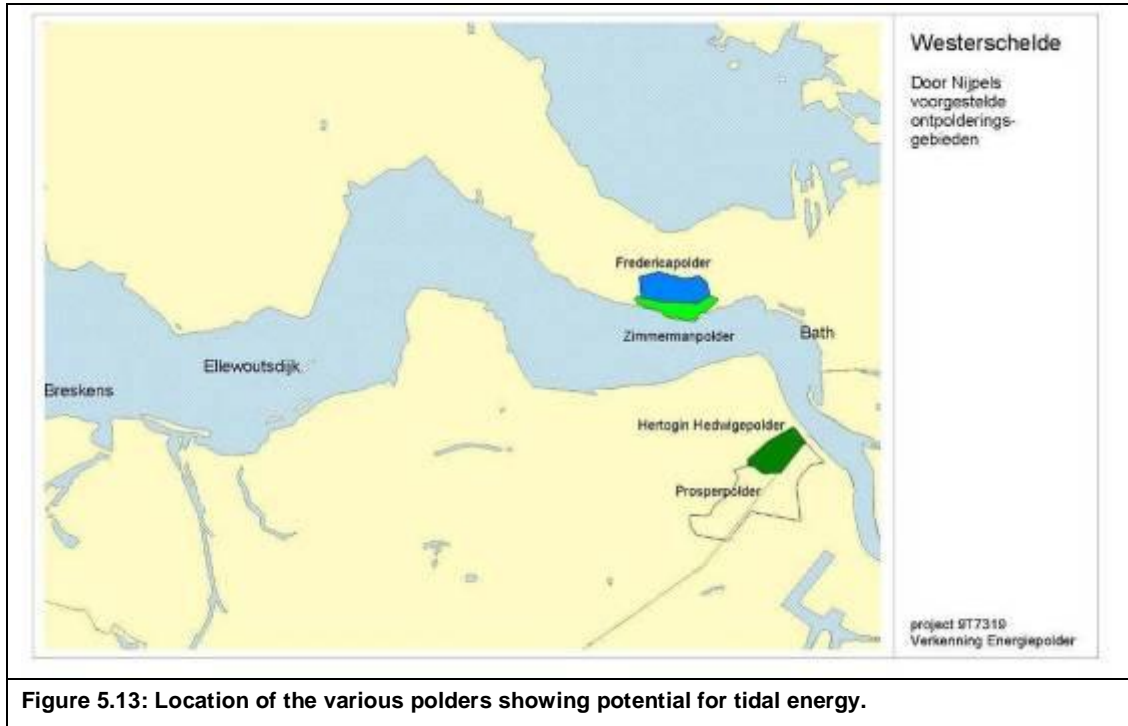 Westerschelde
Door Nijpels
voorgestelde
ontpolderings-
gebieden
Fredericapolder
Zimmermanpolder
Bath
Ellewoutsdijk
Breskens
Hertogin Hedwigepolder
Prosperpolder
project 9T7319
Verkenning Energiepolder
Figure 5.13: Location of the various polders showing potential for tidal energy.